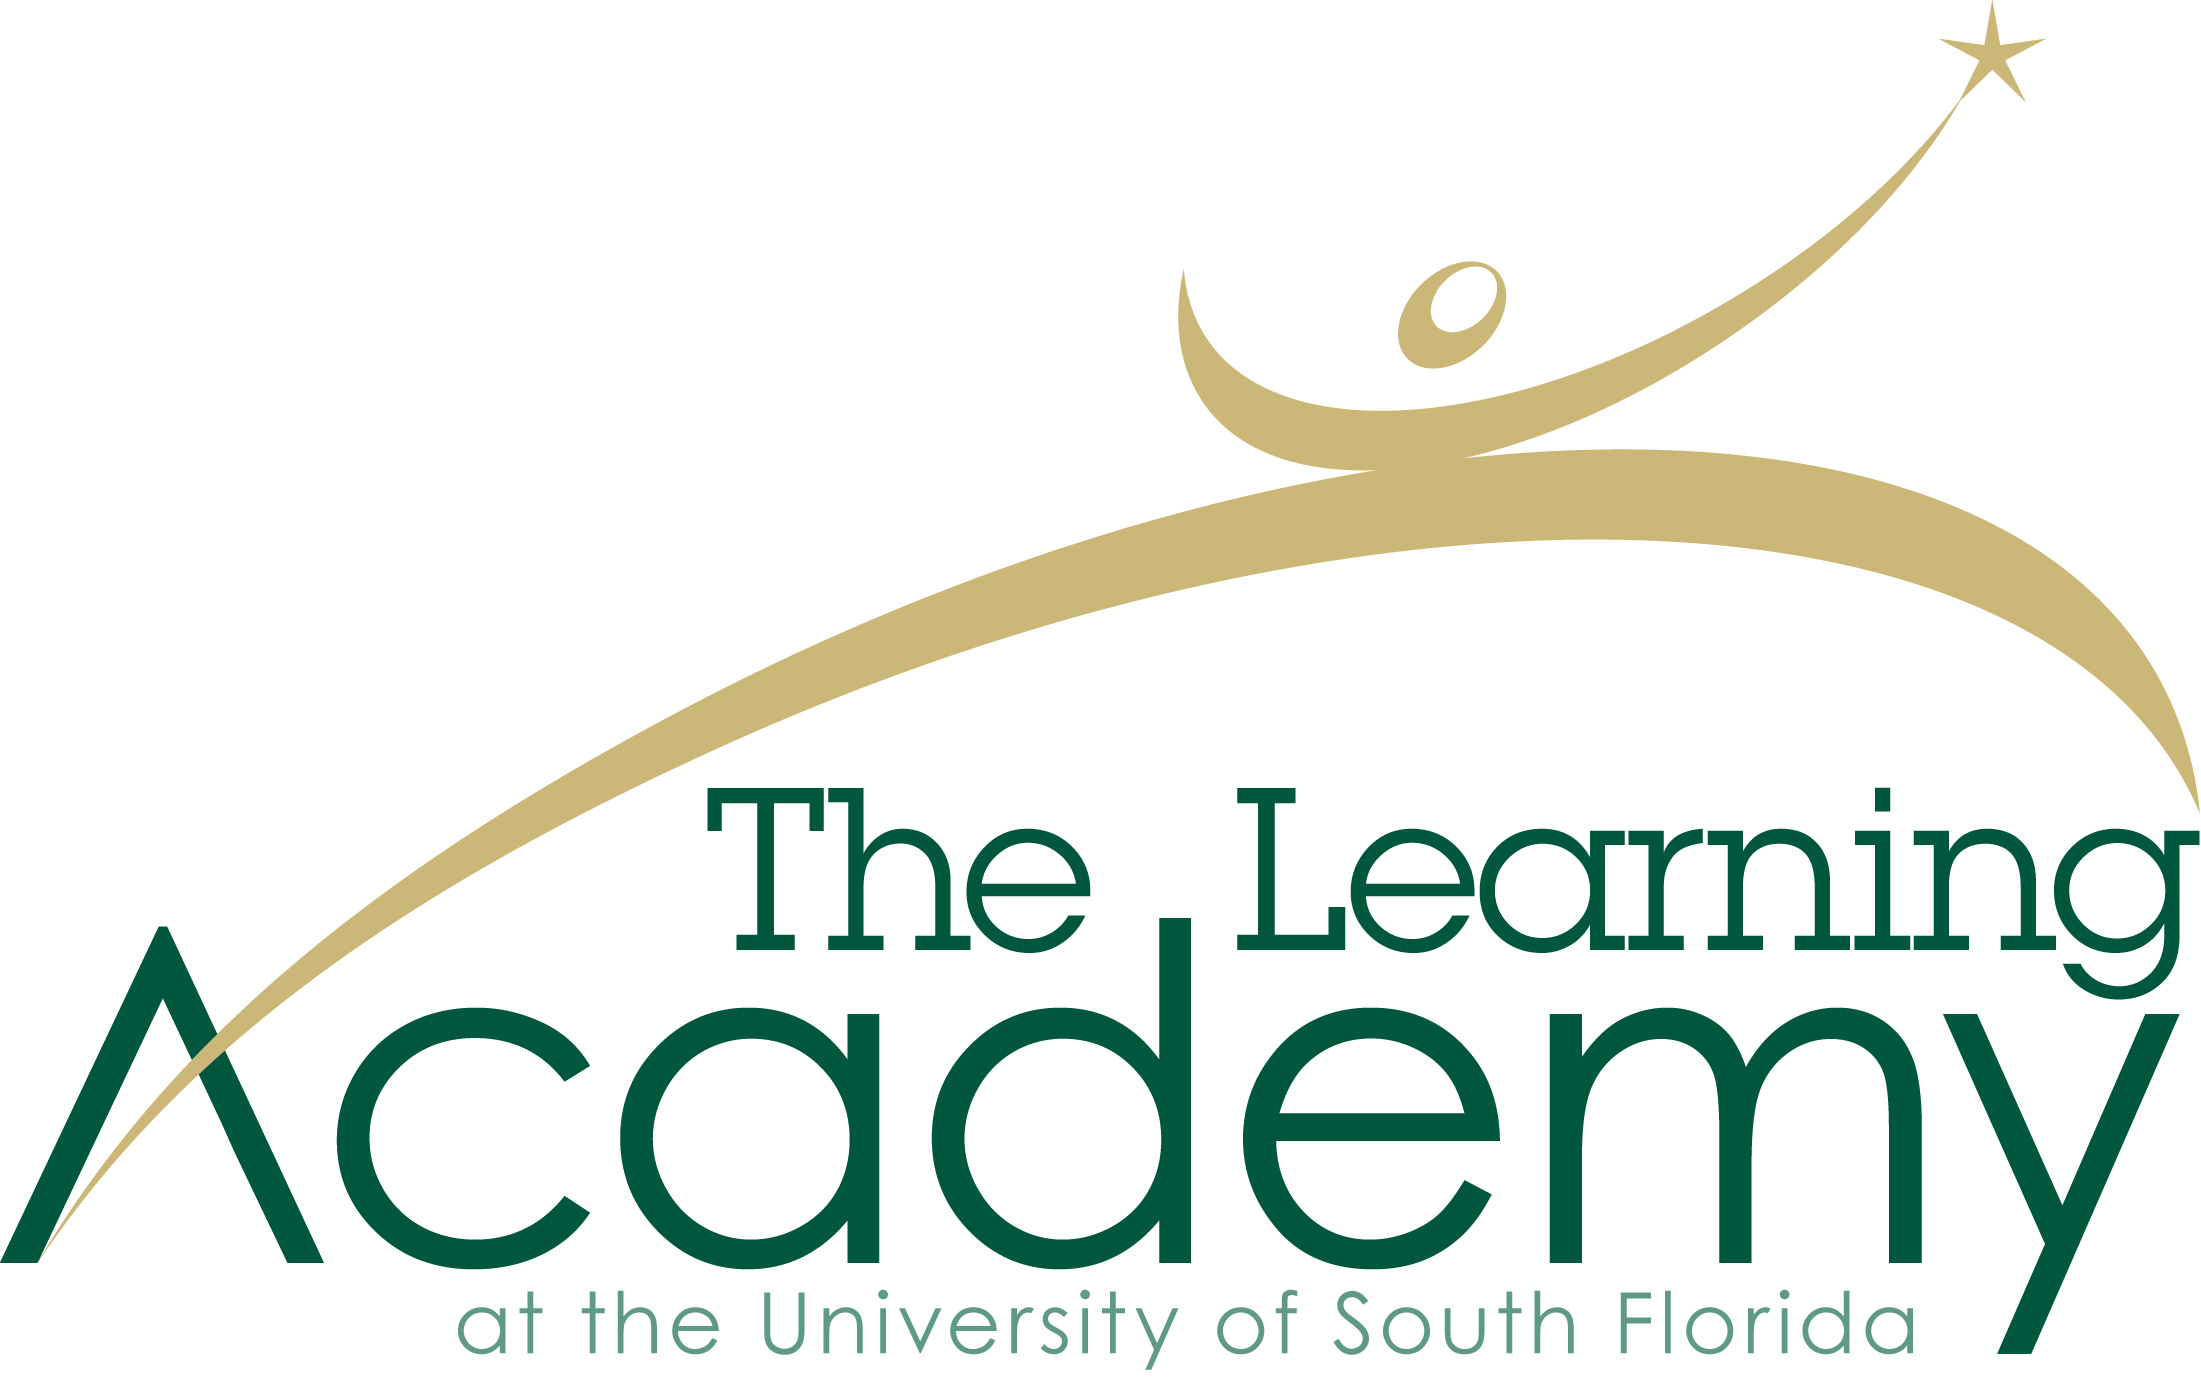 The Learning
Academy
at the University of South Florida